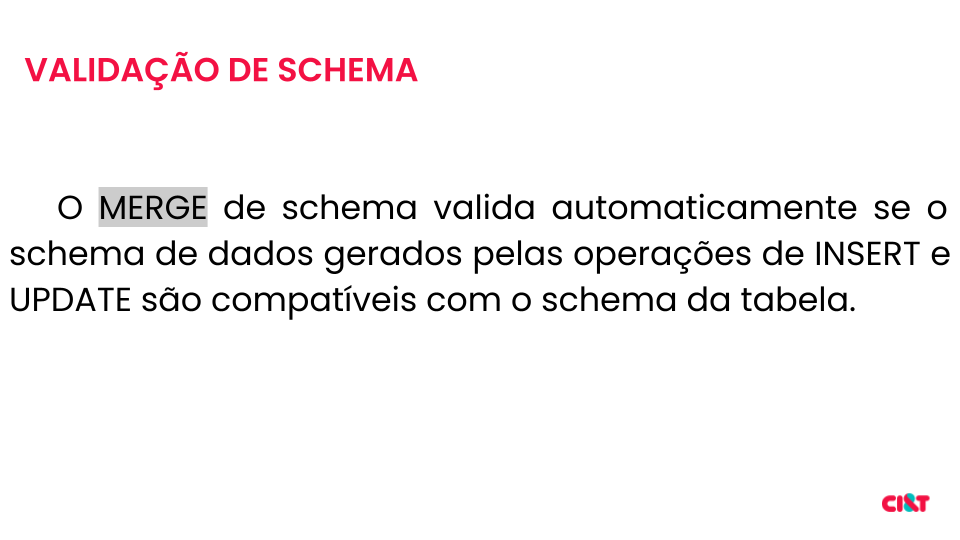 VALIDAÇÃO DE SCHEMA
O MERGE de schema valida automaticamente se o
schema de dados gerados pelas operações de INSERT e
UPDATE são compatíveis com o schema da tabela.
CI&T